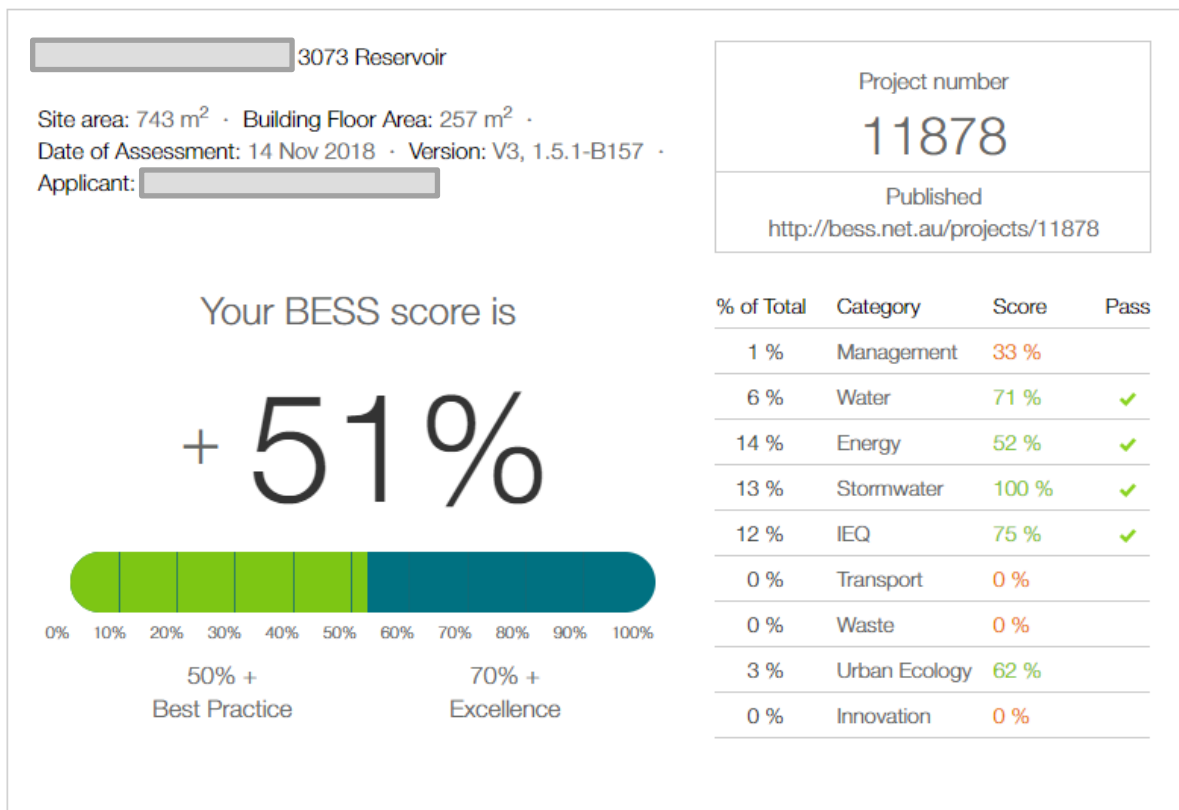 3073 Reservoir
Site area: 743 m² · Building Floor Area: 257 m² ·
Date of Assessment: 14 Nov 2018 · Version: V3, 1.5.1-B157 ·
Applicant:
Project number
11878
Published
http://bess.net.au/projects/11878
Your BESS score is
+ 51%
0% 10% 20% 30% 40% 50% 60% 70% 80% 90% 100%
50% +
Best Practice
70% +
Excellence
% of Total Category Score Pass
1 % Management 33 %
6 % Water 71 % ✓
14 % Energy 52 % ✓
13 % Stormwater 100 % ✓
12 % IEQ 75 % ✓
0 % Transport 0 %
0 % Waste 0 %
3 % Urban Ecology 62 %
0 % Innovation 0 %